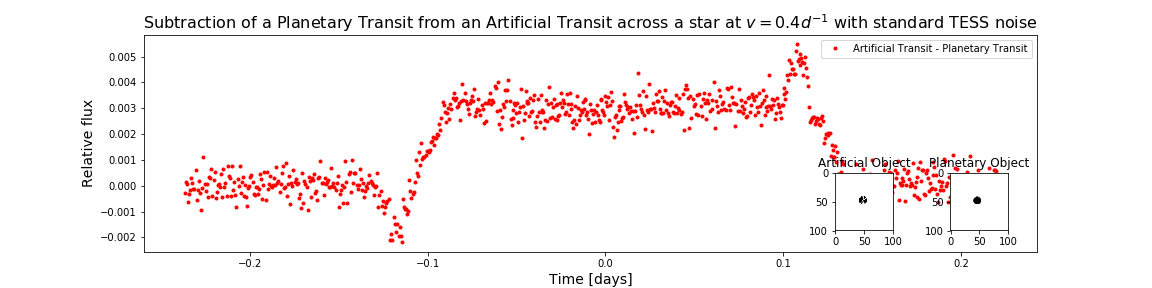 Subtraction of a Planetary Transit from an Artificial Transit across a star at v = 0.4d⁻¹ with standard TESS noise
Artificial Transit - Planetary Transit
Relative flux
0.005
0.004
0.003
0.002
0.001
0.000
−0.001
−0.002
Artificial Object
Planetary Object
0
50
100
0 50 100
0
50
100
0 50 100
−0.2 −0.1 0.0 0.1 0.2
Time [days]